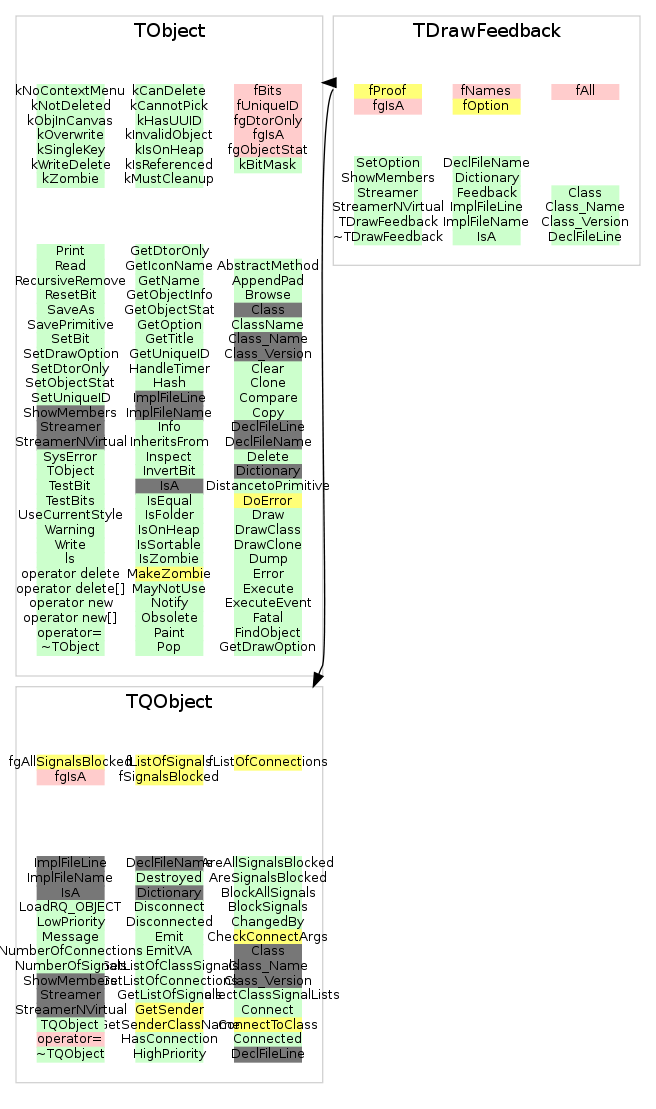 TObject
kNoContextMenu kCanDelete fBits
kNotDeleted kCannotPick fUniqueID
kObjInCanvas kHasUUID fgDtorOnly
kOverwrite kInvalidObject fgIsA
kSingleKey kIsOnHeap fgObjectStat
kWriteDelete kIsReferenced kBitMask
kZombie kMustCleanup
Print GetDtorOnly
Read GetIconName AbstractMethod
RecursiveRemove GetName AppendPad
ResetBit GetObjectInfo Browse
SaveAs GetObjectStat Class
SavePrimitive GetOption ClassName
SetBit GetTitle Class_Name
SetDrawOption GetUniqueID Class_Version
SetDtorOnly HandleTimer Clear
SetObjectStat Hash Clone
SetUniqueID ImplFileLine Compare
ShowMembers ImplFileName Copy
Streamer Info DeclFileLine
StreamerNVirtual InheritsFrom DeclFileName
SysError Inspect Delete
TObject InvertBit Dictionary
TestBit IsA DistancetoPrimitive
TestBits IsEqual DoError
UseCurrentStyle IsFolder Draw
Warning IsOnHeap DrawClass
Write IsSortable DrawClone
ls IsZombie Dump
operator delete MakeZombie Error
operator delete[] MayNotUse Execute
operator new Notify ExecuteEvent
operator new[] Obsolete Fatal
operator= Paint FindObject
~TObject Pop GetDrawOption
TDrawFeedback
fProof fNames fAll
fgIsA fOption
SetOption DeclFileName
ShowMembers Dictionary
Streamer Feedback Class
StreamerNVirtual ImplFileLine Class_Name
TDrawFeedback ImplFileName Class_Version
~TDrawFeedback IsA DeclFileLine
TQObject
fgAllSignalsBlocked fListOfSignals fListOfConnections
fgIsA fSignalsBlocked
ImplFileLine DeclFileName AreAllSignalsBlocked
ImplFileName Destroyed AreSignalsBlocked
IsA Dictionary BlockAllSignals
LoadRQ_OBJECT Disconnect BlockSignals
LowPriority Disconnected ChangedBy
Message Emit CheckConnectArgs
NumberOfConnections EmitVA Class
NumberOfSignals GetListOfClassSignals Class_Name
ShowMembers GetListOfConnections Class_Version
Streamer GetListOfSignals CollectClassSignalLists
StreamerNVirtual GetSender Connect
TQObject GetSenderClassName ConnectToClass
operator= HasConnection Connected
~TQObject HighPriority DeclFileLine